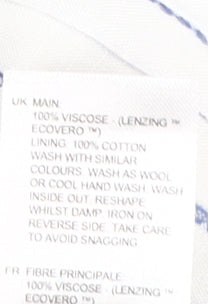 UK MAIN
100% VISCOSE - (LENZING ™
ECOVERO ™)
LINING: 100% COTTON
WASH WITH SIMILAR
COLOURS. WASH AS WOOL
OR COOL HAND WASH. WASH
INSIDE OUT. RESHAPE
WHILST DAMP. IRON ON
REVERSE SIDE. TAKE CARE
TO AVOID SNAGGING
FR FIBRE PRINCIPALE:
100% VISCOSE - (LENZING ™
ECOVERO ™)